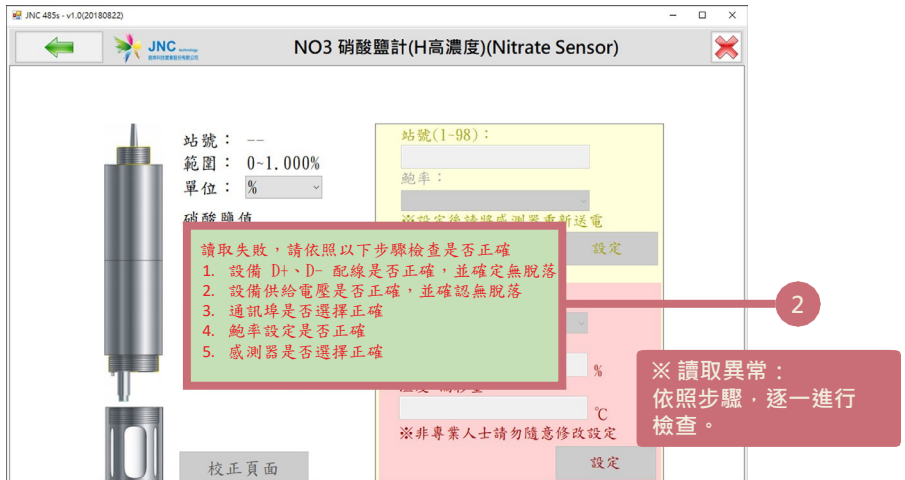 JNC 485s - v1.0(20180822)
JNC technology
NO3 硝酸鹽計(H高濃度)(Nitrate Sensor)
站號： --
範圍： 0~1.000%
單位： %
硝酸鹽值
站號(1-98)：
鮑率：
※設定後請將感測器重新送電
設定
讀取失敗，請依照以下步驟檢查是否正確
1. 設備 D+、D- 配線是否正確，並確定無脫落
2. 設備供給電壓是否正確，並確認無脫落
3. 通訊埠是否選擇正確
4. 鮑率設定是否正確
5. 感測器是否選擇正確
2
%
℃
※非專業人士請勿隨意修改設定
設定
校正頁面
※ 讀取異常：
依照步驟，逐一進行
檢查。